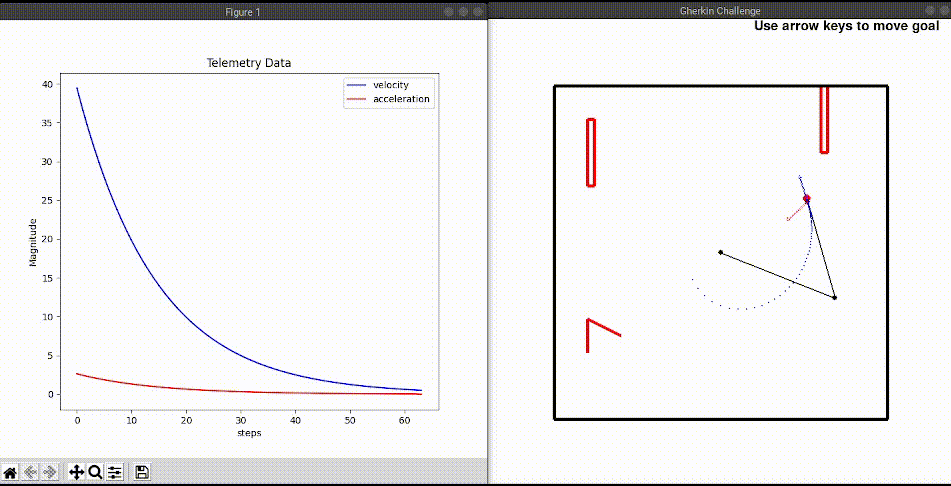 Figure 1
Gherkin Challenge
Use arrow keys to move goal
Telemetry Data
velocity
acceleration
40
35
30
25
20
15
10
5
0
Magnitude
0 10 20 30 40 50 60
steps